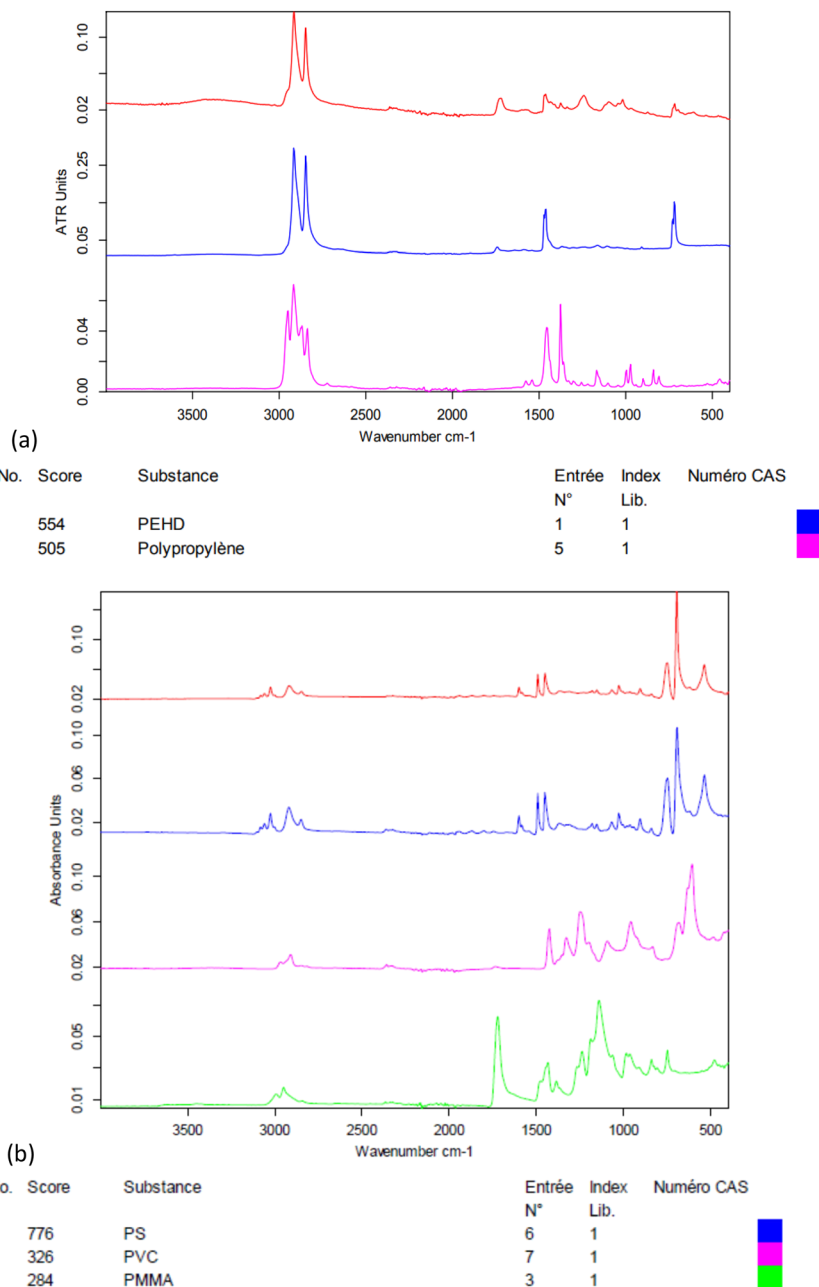 0.10
0.02
0.25
0.05
0.04
0.00
ATR Units
3500 3000 2500 2000 1500 1000 500
Wavenumber cm-1
(a)
No. Score Substance Entrée Index Numéro CAS
N° Lib.
554 PEHD 1 1
505 Polypropylène 5 1
0.10
0.02
0.10
0.06
0.02
0.10
0.06
0.02
0.05
0.01
Absorbance Units
3500 3000 2500 2000 1500 1000 500
Wavenumber cm-1
(b)
o. Score Substance Entrée Index Numéro CAS
N° Lib.
776 PS 6 1
326 PVC 7 1
284 PMMA 3 1